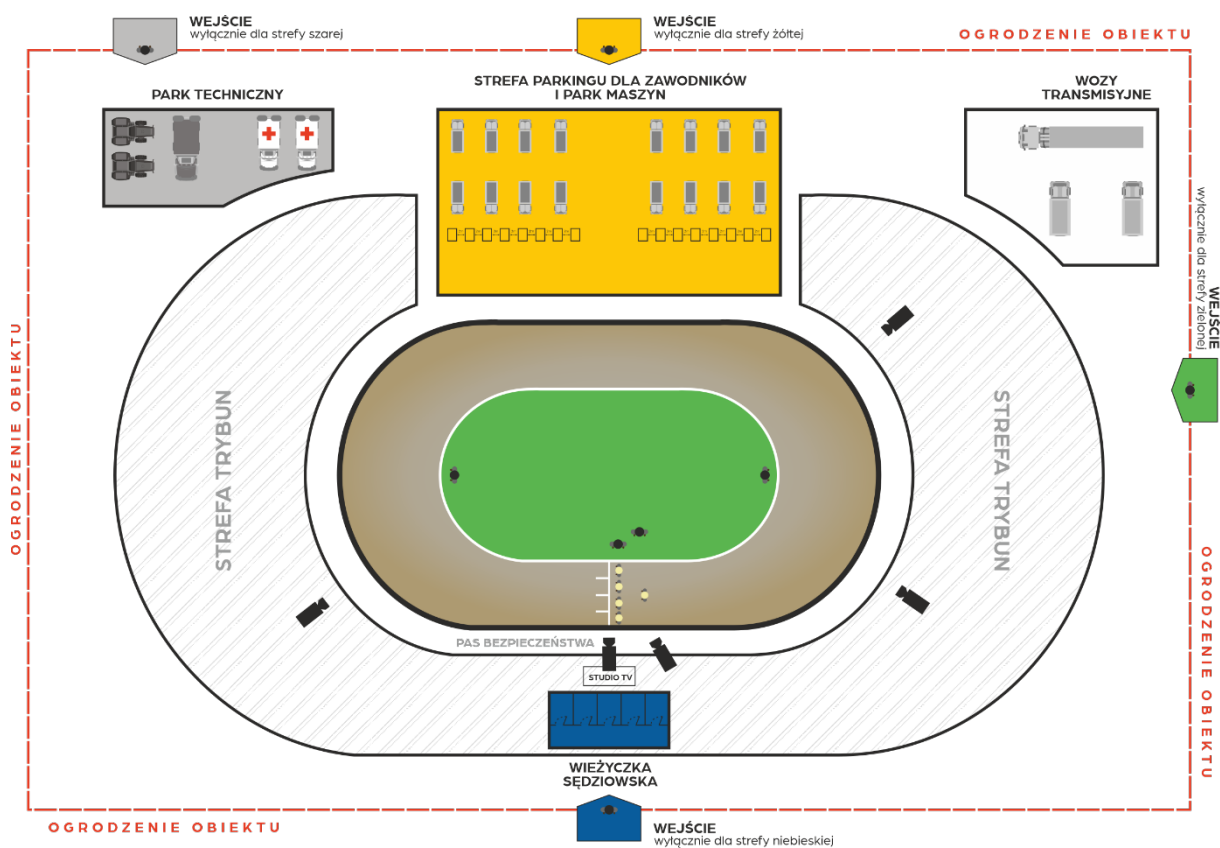 WEJŚCIE
wyłącznie dla strefy szarej
WEJŚCIE
wyłącznie dla strefy żółtej
OGRODZENIE OBIEKTU
PARK TECHNICZNY
STREFA PARKINGU DLA ZAWODNIKÓW
I PARK MASZYN
WOZY
TRANSMISYJNE
WEJŚCIE
wyłącznie dla strefy zielonej
OGRODZENIE OBIEKTU
STREFA TRYBUN
STREFA TRYBUN
OGRODZENIE OBIEKTU
PAS BEZPIECZEŃSTWA
STUDIO TV
WIEŻYCZKA
SĘDZIOWSKA
OGRODZENIE OBIEKTU
WEJŚCIE
wyłącznie dla strefy niebieskiej